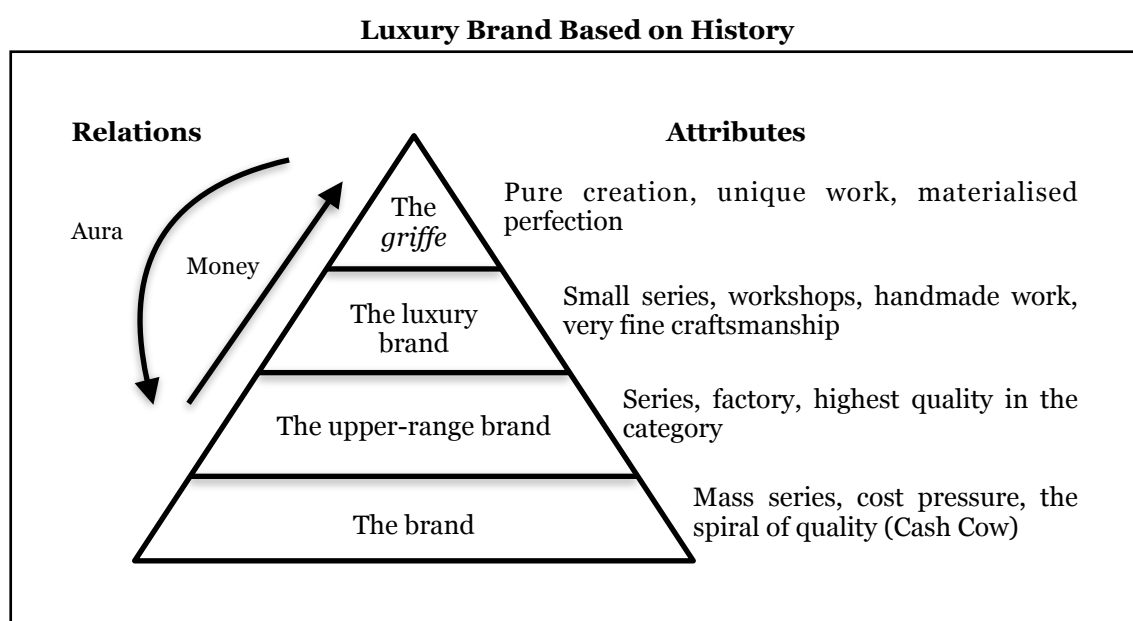 Luxury Brand Based on History
Relations
Attributes
Aura
Money
The
griffe
Pure creation, unique work, materialised
perfection
The luxury
brand
Small series, workshops, handmade work,
very fine craftsmanship
The upper-range brand
Series, factory, highest quality in the
category
The brand
Mass series, cost pressure, the
spiral of quality (Cash Cow)